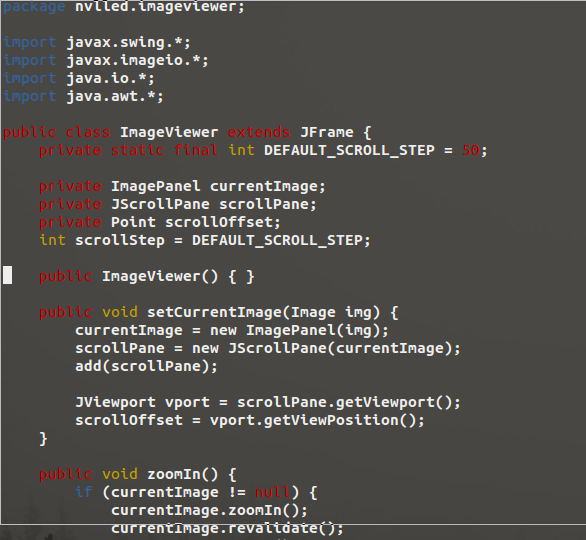 package nvlled.imageviewer;
import javax.swing.*;
import javax.imageio.*;
import java.io.*;
import java.awt.*;
public class ImageViewer extends JFrame {
private static final int DEFAULT_SCROLL_STEP = 50;
private ImagePanel currentImage;
private JScrollPane scrollPane;
private Point scrollOffset;
int scrollStep = DEFAULT_SCROLL_STEP;
public ImageViewer() { }
public void setCurrentImage(Image img) {
currentImage = new ImagePanel(img);
scrollPane = new JScrollPane(currentImage);
add(scrollPane);
JViewport vport = scrollPane.getViewport();
scrollOffset = vport.getViewPosition();
}
public void zoomIn() {
if (currentImage != null) {
currentImage.zoomIn();
currentImage.revalidate();